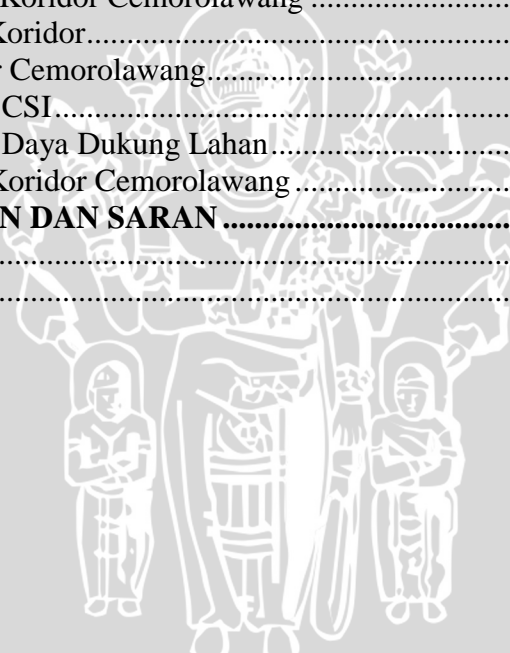 Koridor Cemorolawang ..............................
Koridor..........................................................
Cemorolawang..........................................
CSI..............................................................
Daya Dukung Lahan.................................
Koridor Cemorolawang ...............................
N DAN SARAN ........................................
..................................................................
..................................................................